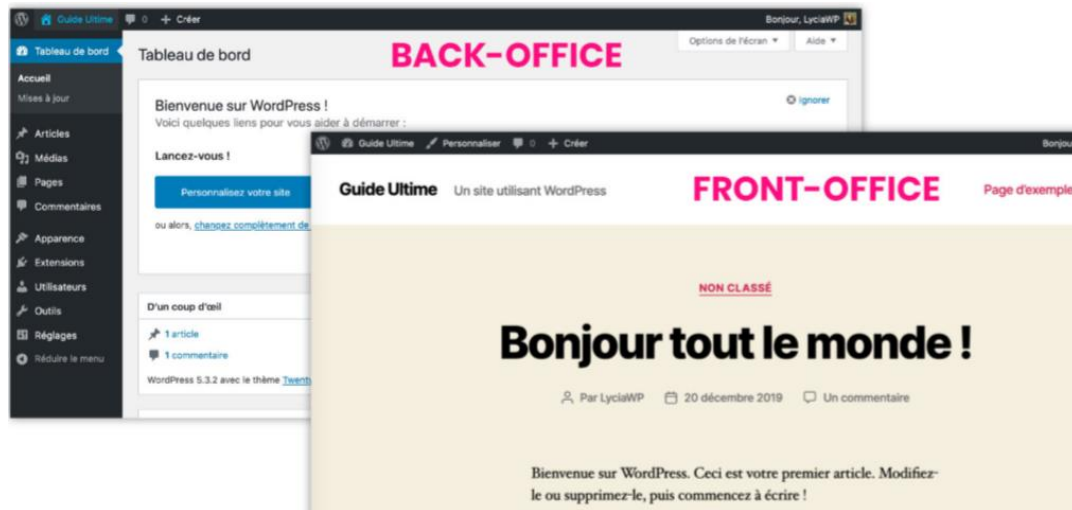 Guide Ultime 0 + Créer
Bonjour, LyciaWP
Tableau de bord
Accueil
Mises à jour
Articles
Médias
Pages
Commentaires
Apparence
Extensions
Utilisateurs
Outils
Réglages
Réduire le menu
Tableau de bord
BACK-OFFICE
Options de l'écran ▼
Aide ▼
Bienvenue sur WordPress !
Voici quelques liens pour vous aider à démarrer :
Ignorer
Lancez-vous !
Personnalisez votre site
ou alors, changez complètement de
D'un coup d'œil
1 article
1 commentaire
WordPress 5.3.2 avec le thème Twenty
Guide Ultime Personnaliser 0 + Créer
Bonjou
Guide Ultime Un site utilisant WordPress
FRONT-OFFICE
Page d'exemple
NON CLASSÉ
Bonjour tout le monde !
Par LyciaWP 20 décembre 2019 Un commentaire
Bienvenue sur WordPress. Ceci est votre premier article. Modifiez-
le ou supprimez-le, puis commencez à écrire !